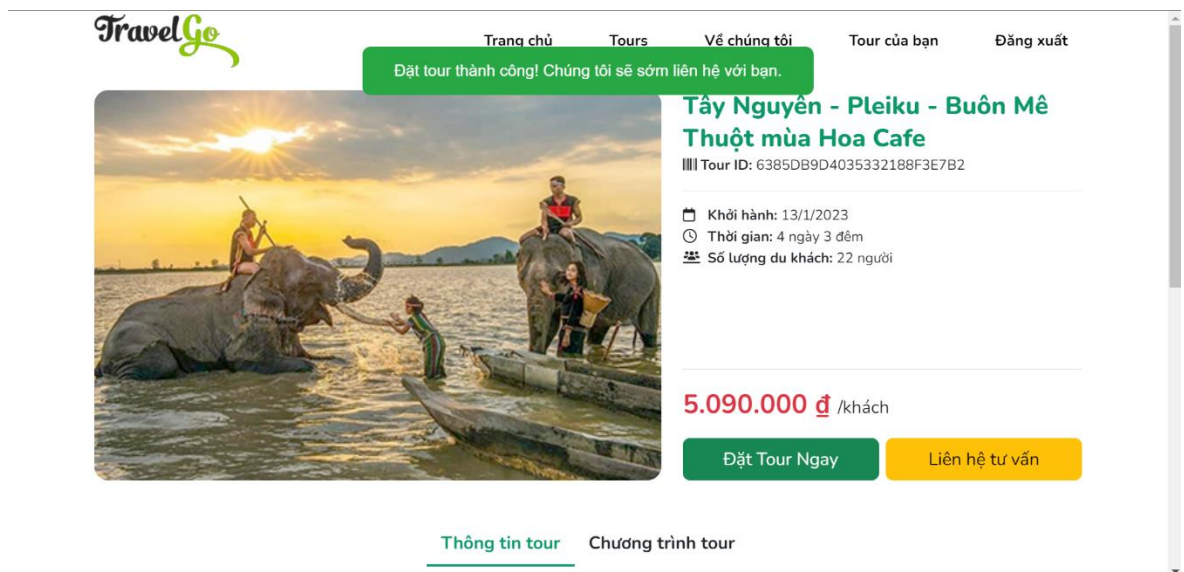 TravelGo
Trang chủ
Tours
Về chúng tôi
Tour của bạn
Đăng xuất
Đặt tour thành công! Chúng tôi sẽ sớm liên hệ với bạn.
Tây Nguyên - Pleiku - Buôn Mê
Thuột mùa Hoa Cafe
Tour ID: 6385DB9D4035332188F3E7B2
Khởi hành: 13/1/2023
Thời gian: 4 ngày 3 đêm
Số lượng du khách: 22 người
5.090.000 ₫ /khách
Đặt Tour Ngay
Liên hệ tư vấn
Thông tin tour
Chương trình tour